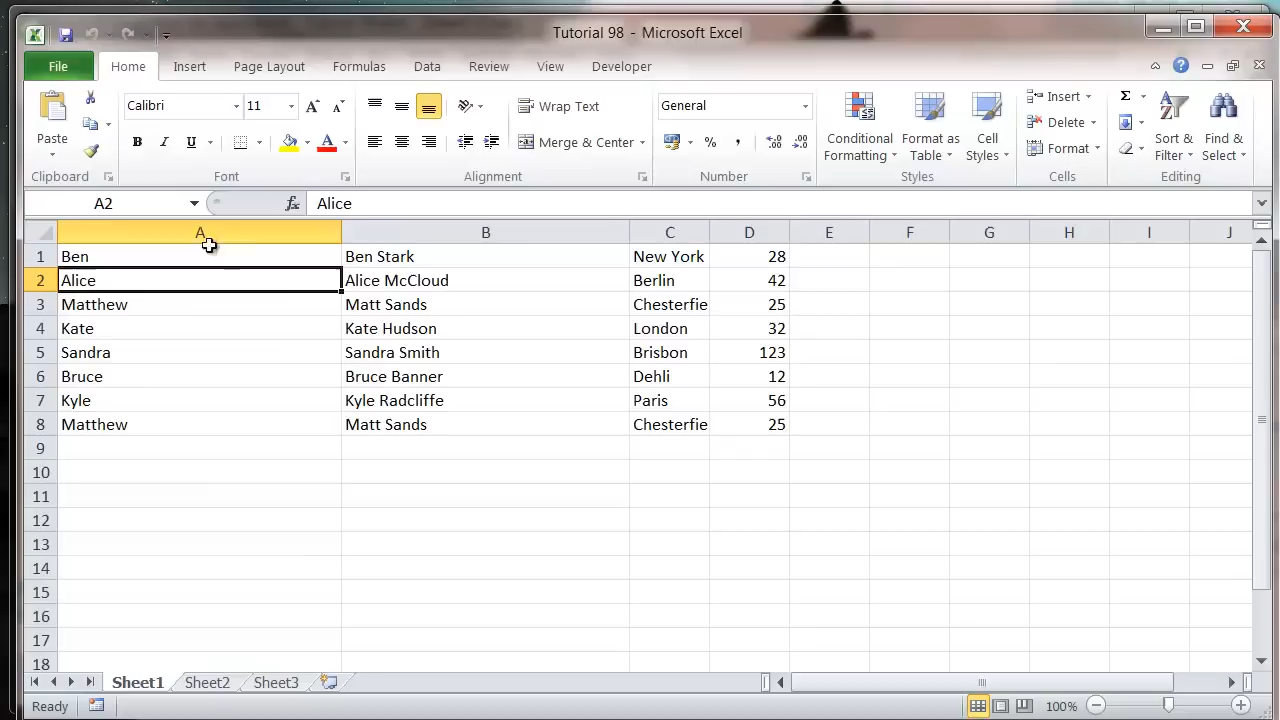 Tutorial 98 - Microsoft Excel
File Home Insert Page Layout Formulas Data Review View Developer
Paste
Clipboard
Calibri 11
B I U
Font
Wrap Text
Merge & Center
Alignment
General
% ,
Number
Conditional Formatting
Format as Table
Cell Styles
Styles
Insert
Delete
Format
Cells
Σ
Sort & Filter
Find & Select
Editing
A2 fx Alice
A B C D E F G H I J
1 Ben Ben Stark New York 28
2 Alice Alice McCloud Berlin 42
3 Matthew Matt Sands Chesterfie 25
4 Kate Kate Hudson London 32
5 Sandra Sandra Smith Brisbon 123
6 Bruce Bruce Banner Dehli 12
7 Kyle Kyle Radcliffe Paris 56
8 Matthew Matt Sands Chesterfie 25
9
10
11
12
13
14
15
16
17
18
Sheet1 Sheet2 Sheet3
Ready 100%